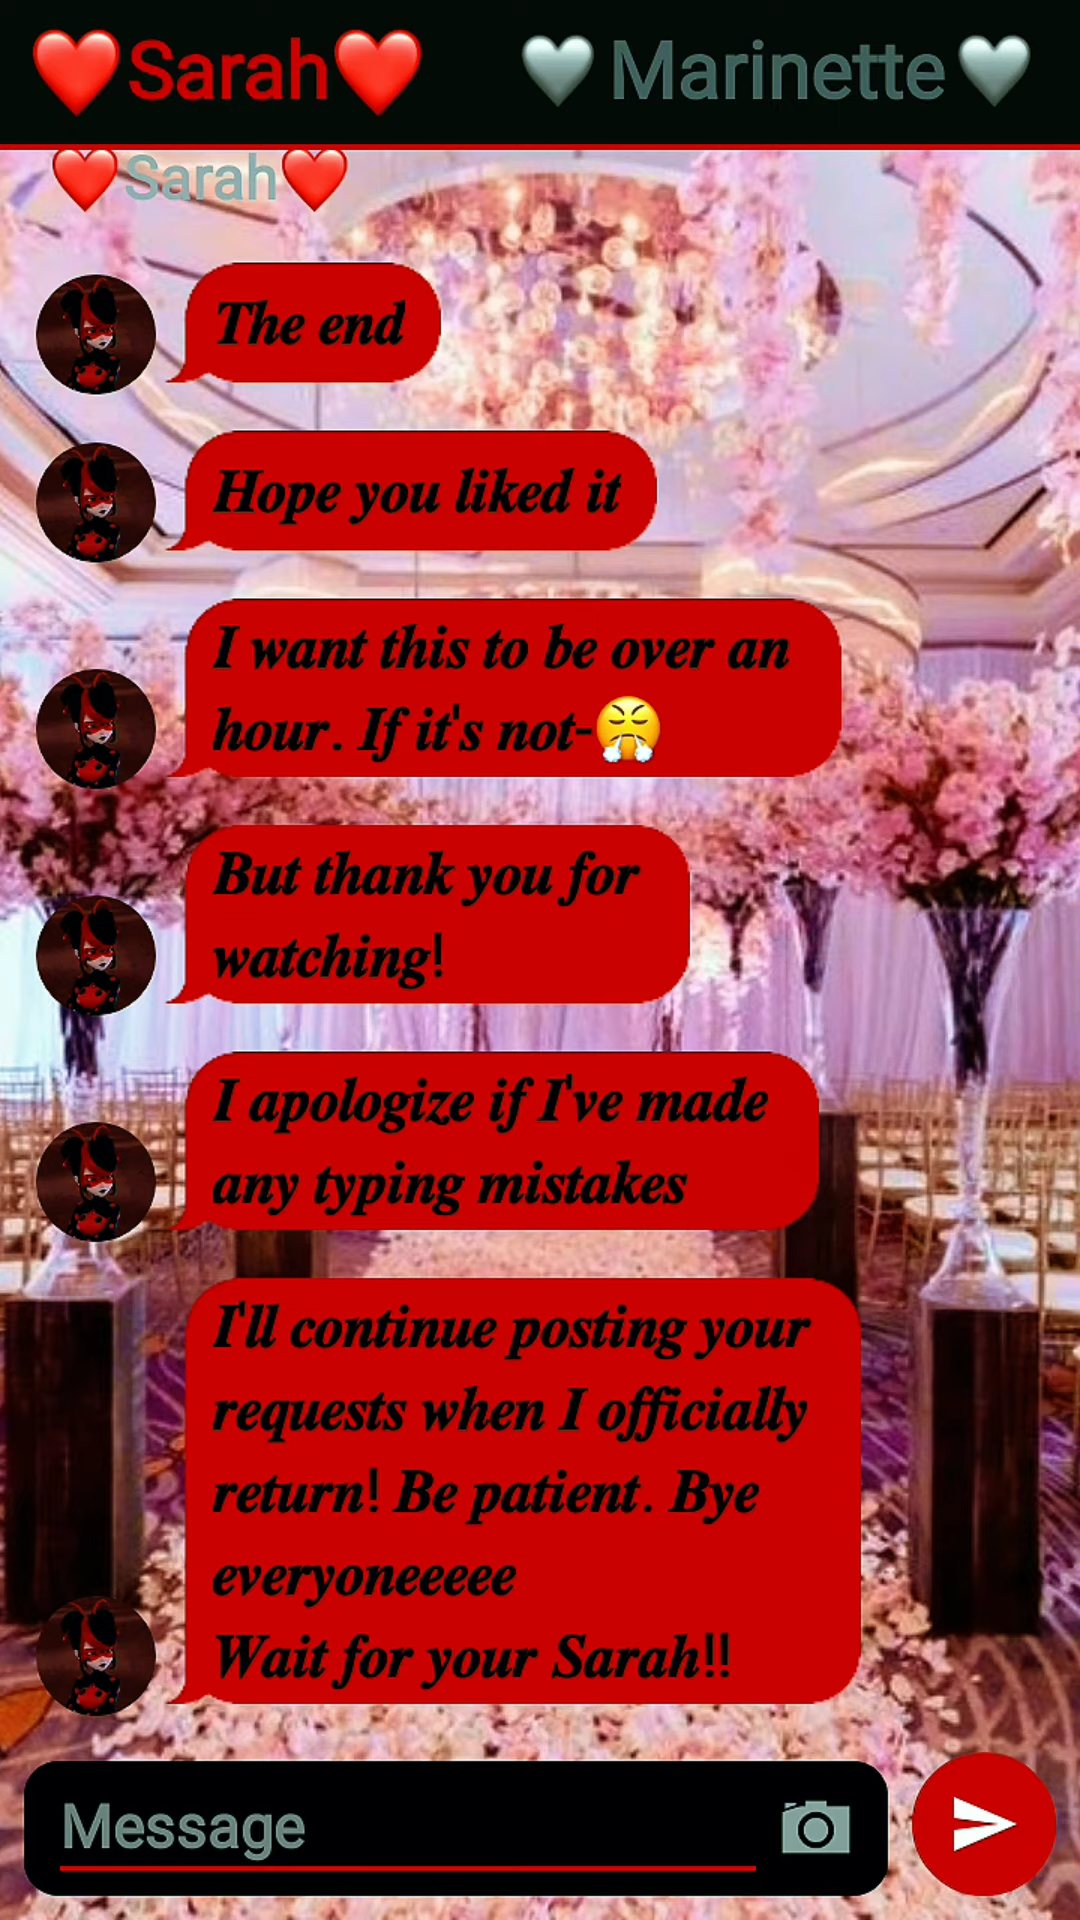 ❤️Sarah❤️ 🤍Marinette🤍
❤️Sarah❤️
The end
Hope you liked it
I want this to be over an
hour. If it's not-😤
But thank you for
watching!
I apologize if I've made
any typing mistakes
I'll continue posting your
requests when I officially
return! Be patient. Bye
everyoneeeee
Wait for your Sarah!!
Message